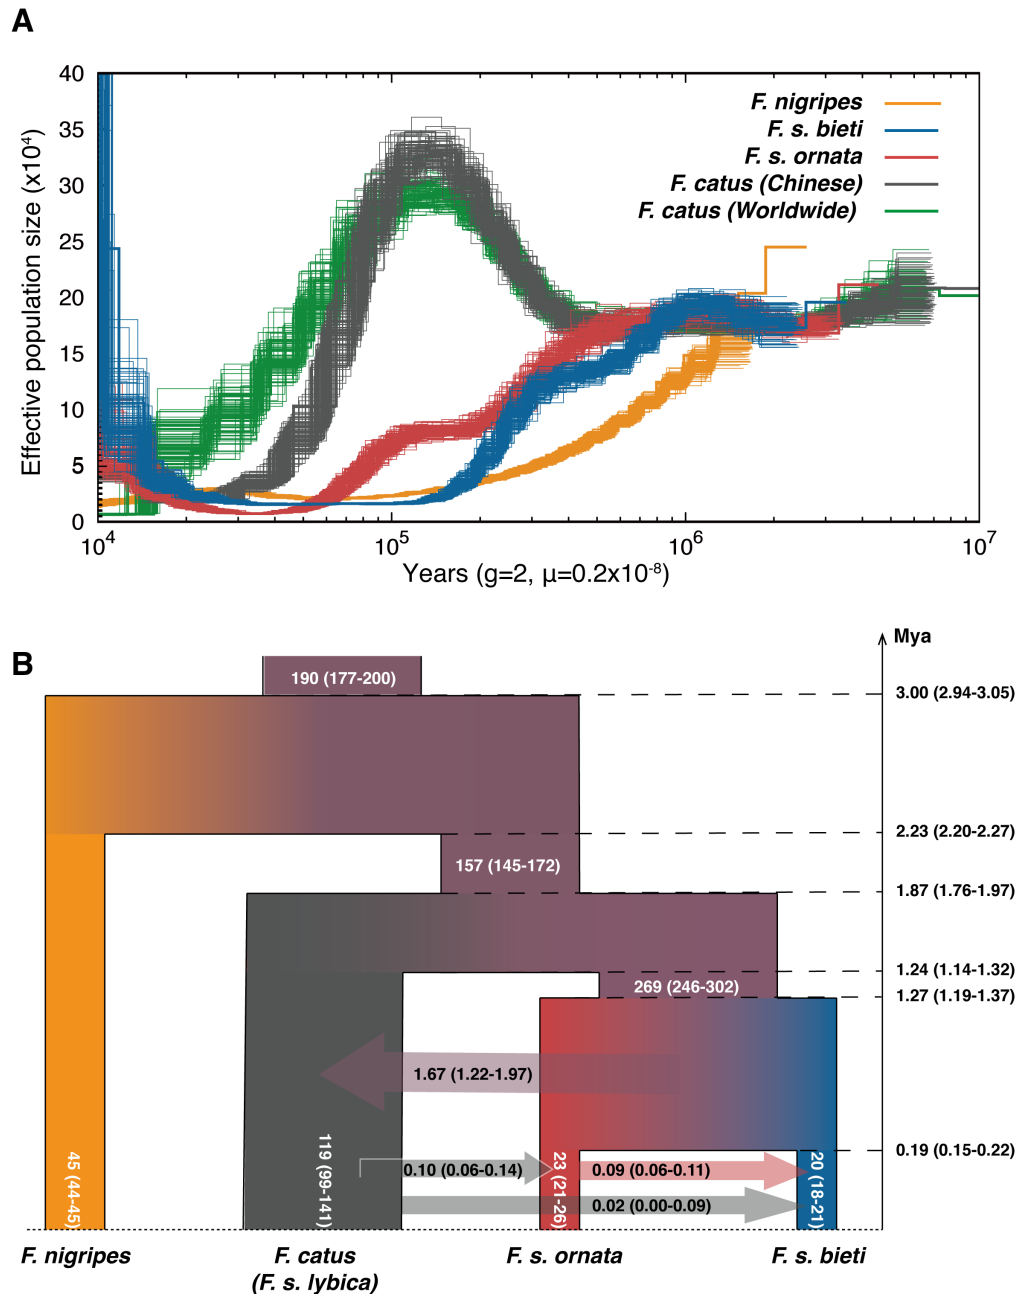 A
Effective population size (x10⁴)
40
35
30
25
20
15
10
5
0
F. nigripes
F. s. bieti
F. s. ornata
F. catus (Chinese)
F. catus (Worldwide)
10⁴ 10⁵ 10⁶ 10⁷
Years (g=2, μ=0.2x10⁻⁸)
B
Mya
190 (177-200)
3.00 (2.94-3.05)
2.23 (2.20-2.27)
157 (145-172)
1.87 (1.76-1.97)
1.24 (1.14-1.32)
269 (246-302)
1.27 (1.19-1.37)
1.67 (1.22-1.97)
0.19 (0.15-0.22)
45 (44-45)
119 (99-141)
0.10 (0.06-0.14)
23 (21-26)
0.09 (0.06-0.11)
20 (18-21)
0.02 (0.00-0.09)
F. nigripes
F. catus
(F. s. lybica)
F. s. ornata
F. s. bieti